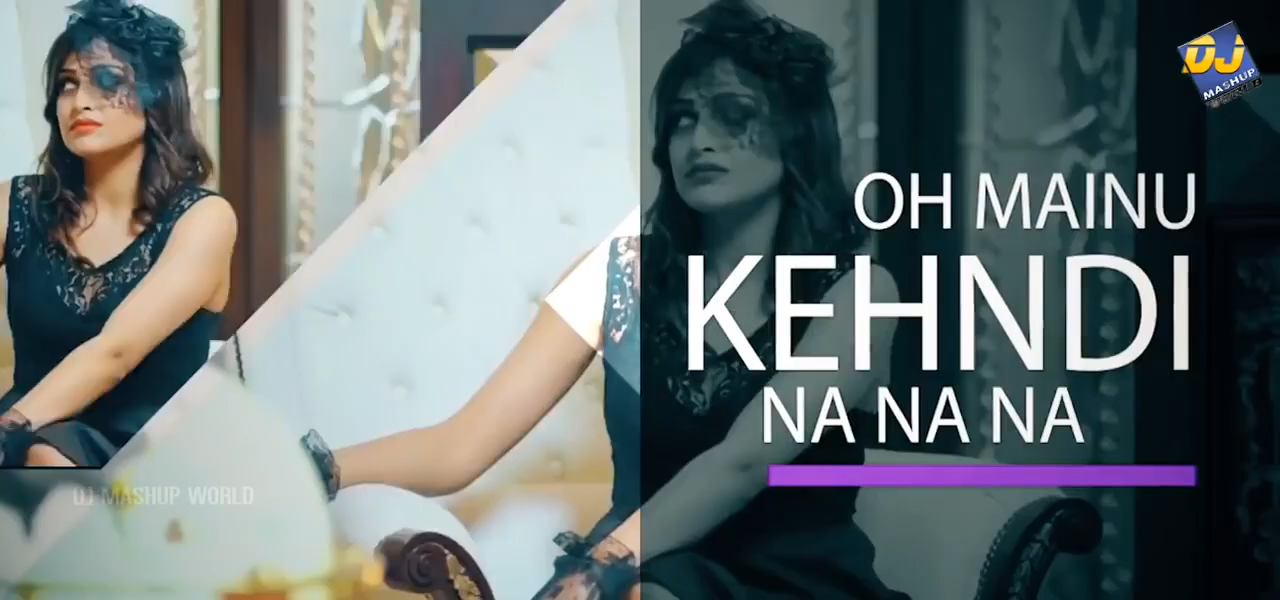 DJ
MASHUP
OH MAINU
KEHNDI
NA NA NA
DJ MASHUP WORLD